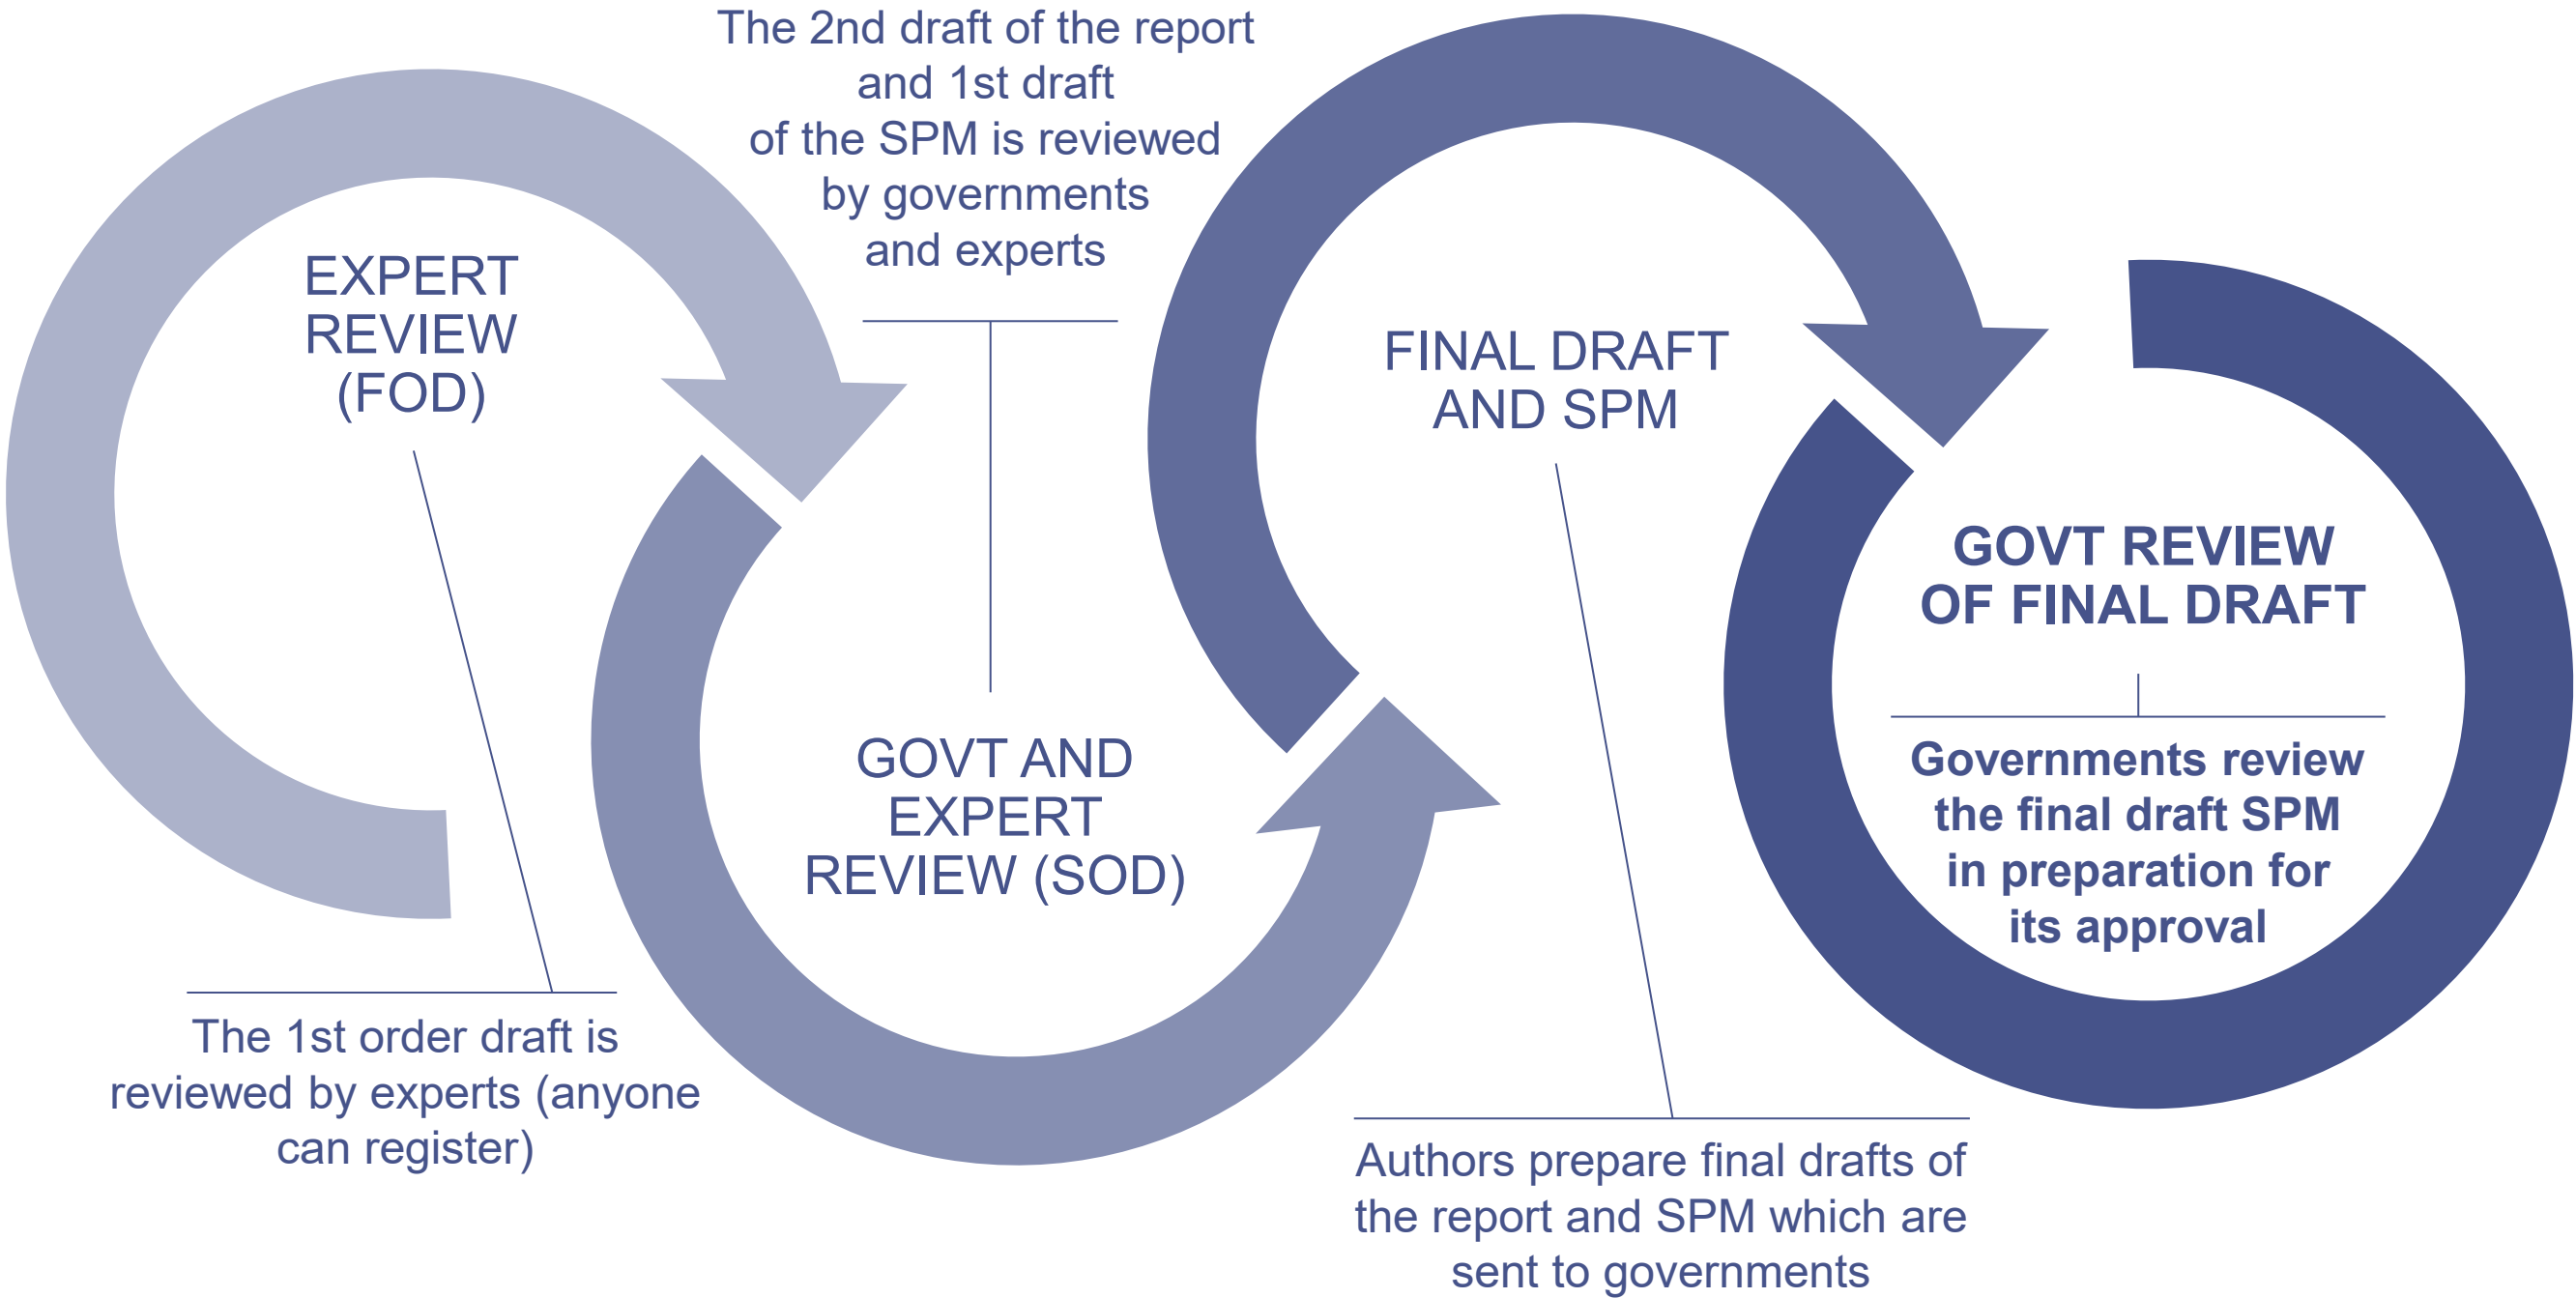 EXPERT
REVIEW
(FOD)
The 1st order draft is
reviewed by experts (anyone
can register)
The 2nd draft of the report
and 1st draft
of the SPM is reviewed
by governments
and experts
GOVT AND
EXPERT
REVIEW (SOD)
FINAL DRAFT
AND SPM
Authors prepare final drafts of
the report and SPM which are
sent to governments
GOVT REVIEW
OF FINAL DRAFT
Governments review
the final draft SPM
in preparation for
its approval